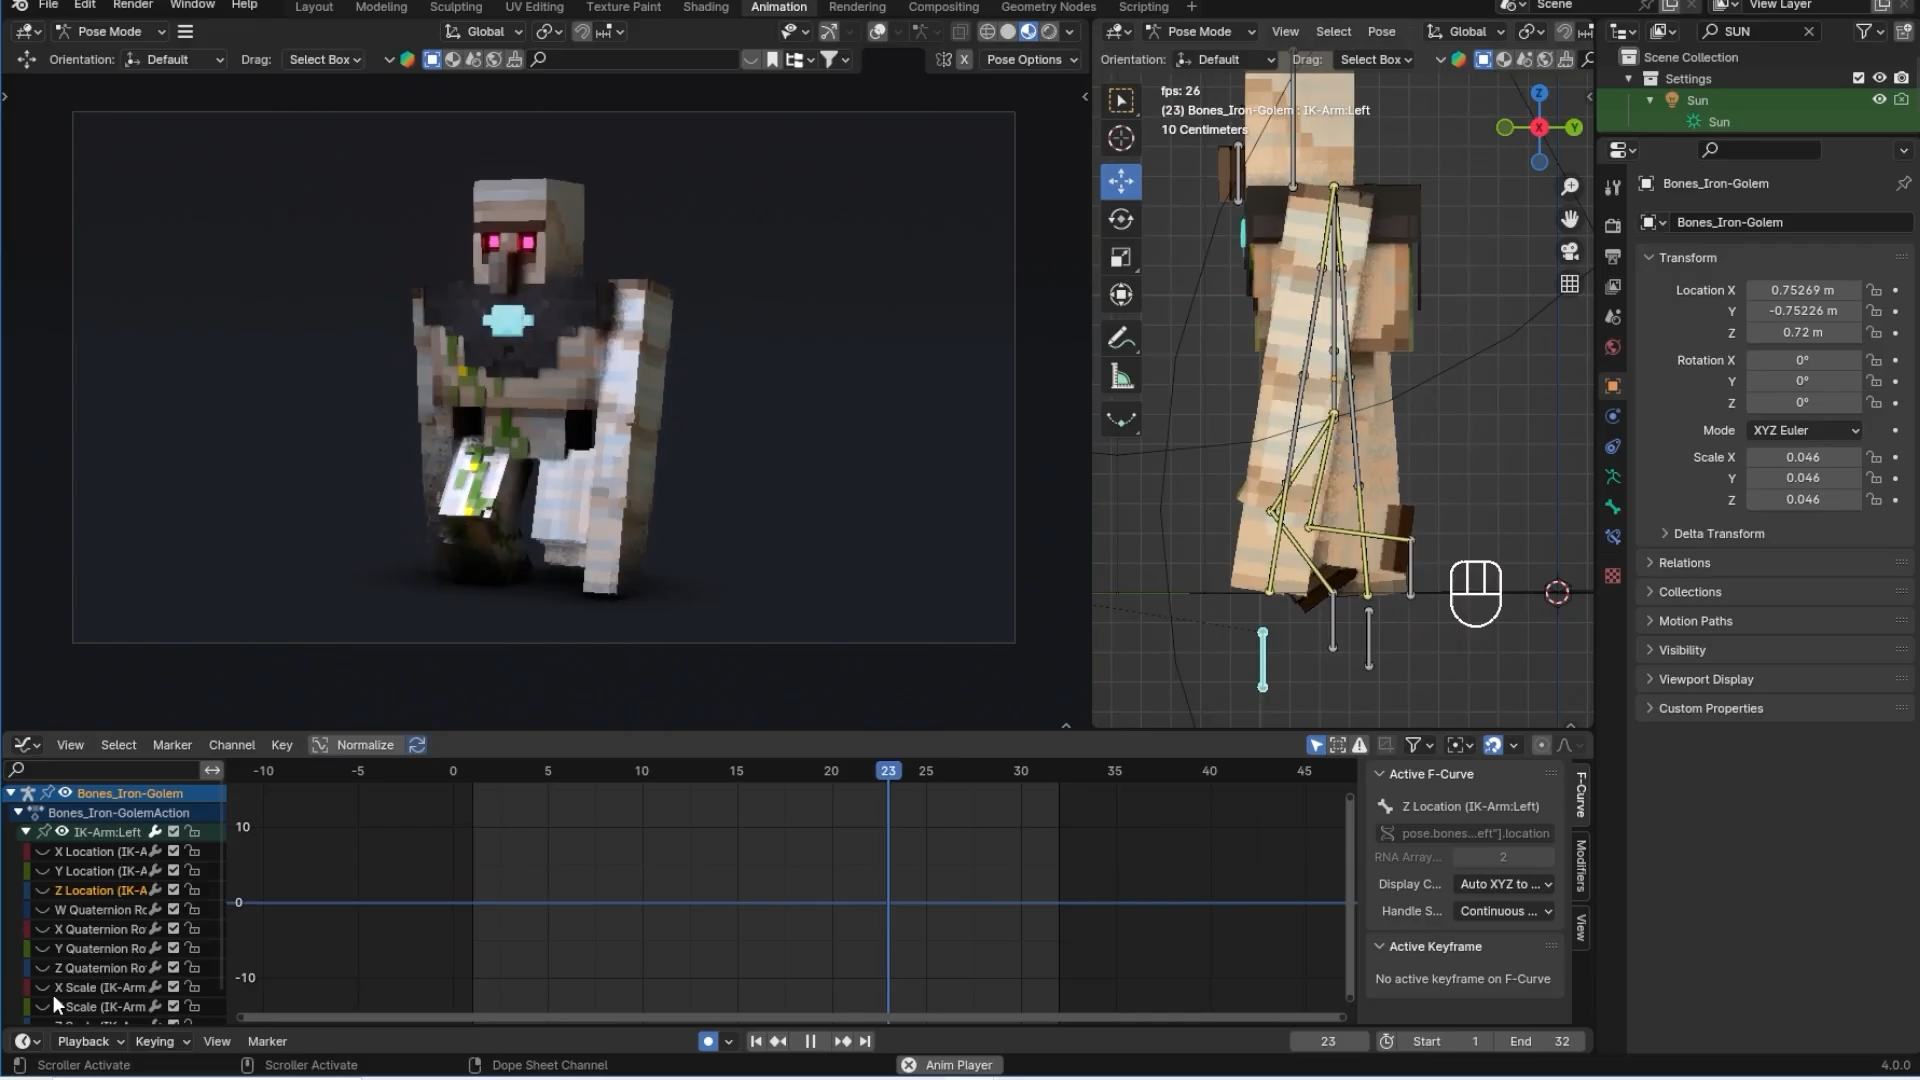 File Edit Render Window Help Layout Modeling Sculpting UV Editing Texture Paint Shading Animation Rendering Compositing Geometry Nodes Scripting + Scene View Layer
Pose Mode Global Pose Mode View Select Pose Global SUN
Orientation: Default Drag: Select Box X Pose Options Orientation: Default Drag: Select Box Scene Collection
Settings
fps: 26
(23) Bones_Iron-Golem : IK-Arm:Left
10 Centimeters
Z
X
Y
Sun
Sun
Bones_Iron-Golem
Bones_Iron-Golem
Transform
Location X 0.75269 m
Y -0.75226 m
Z 0.72 m
Rotation X 0°
Y 0°
Z 0°
Mode XYZ Euler
Scale X 0.046
Y 0.046
Z 0.046
Delta Transform
Relations
Collections
Motion Paths
Visibility
Viewport Display
Custom Properties
View Select Marker Channel Key Normalize
-10 -5 0 5 10 15 20 23 25 30 35 40 45
Bones_Iron-Golem
Bones_Iron-GolemAction
IK-Arm:Left
X Location (IK-A
Y Location (IK-A
Z Location (IK-A
W Quaternion Ro
X Quaternion Ro
Y Quaternion Ro
Z Quaternion Ro
X Scale (IK-Arm
Scale (IK-Arm
10
0
-10
Active F-Curve
Z Location (IK-Arm:Left)
pose.bones...eft"].location
RNA Array... 2
Display C... Auto XYZ to ...
Handle S... Continuous ...
Active Keyframe
No active keyframe on F-Curve
F-Curve
Modifiers
View
Playback Keying View Marker 23 Start 1 End 32
Scroller Activate Scroller Activate Dope Sheet Channel Anim Player 4.0.0